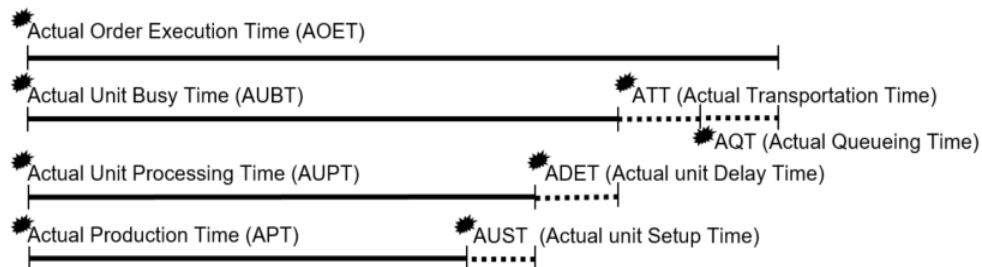 Actual Order Execution Time (AOET)
Actual Unit Busy Time (AUBT) ATT (Actual Transportation Time)
AQT (Actual Queueing Time)
Actual Unit Processing Time (AUPT) ADET (Actual unit Delay Time)
Actual Production Time (APT) AUST (Actual unit Setup Time)